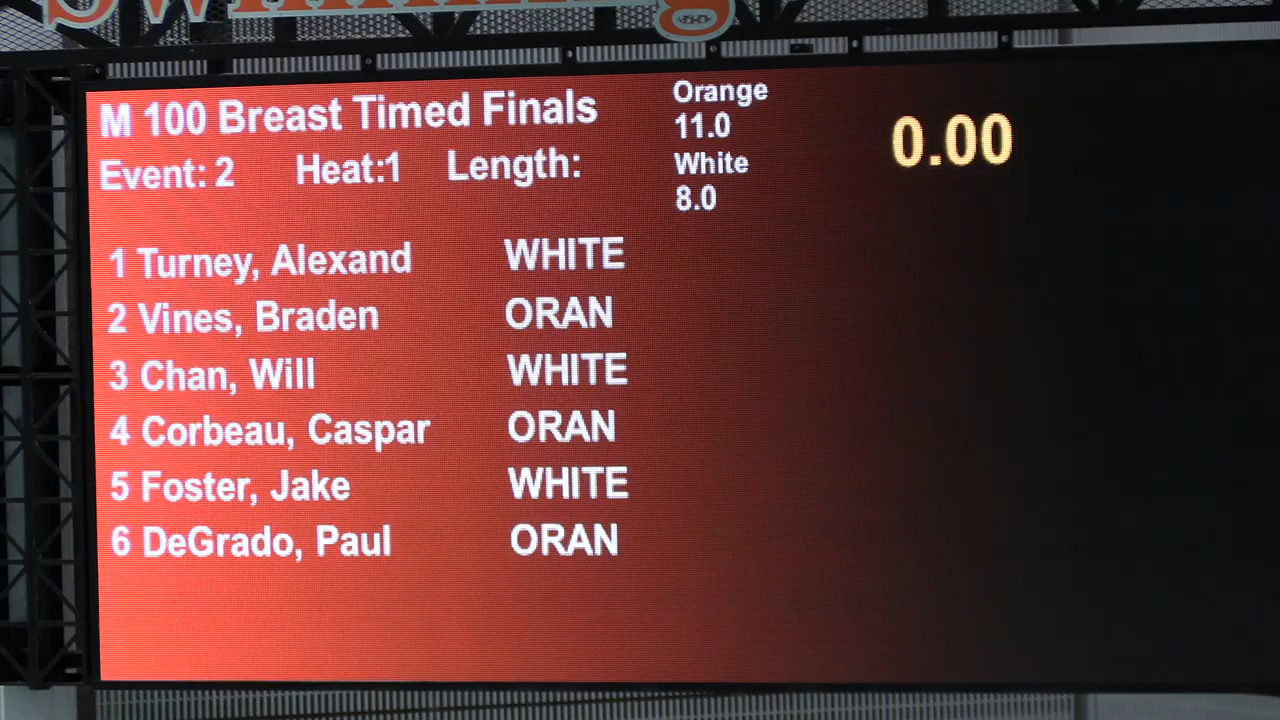 Swimming
M 100 Breast Timed Finals
Event: 2 Heat:1 Length:
Orange
11.0
White
8.0
0.00
1 Turney, Alexand WHITE
2 Vines, Braden ORAN
3 Chan, Will WHITE
4 Corbeau, Caspar ORAN
5 Foster, Jake WHITE
6 DeGrado, Paul ORAN